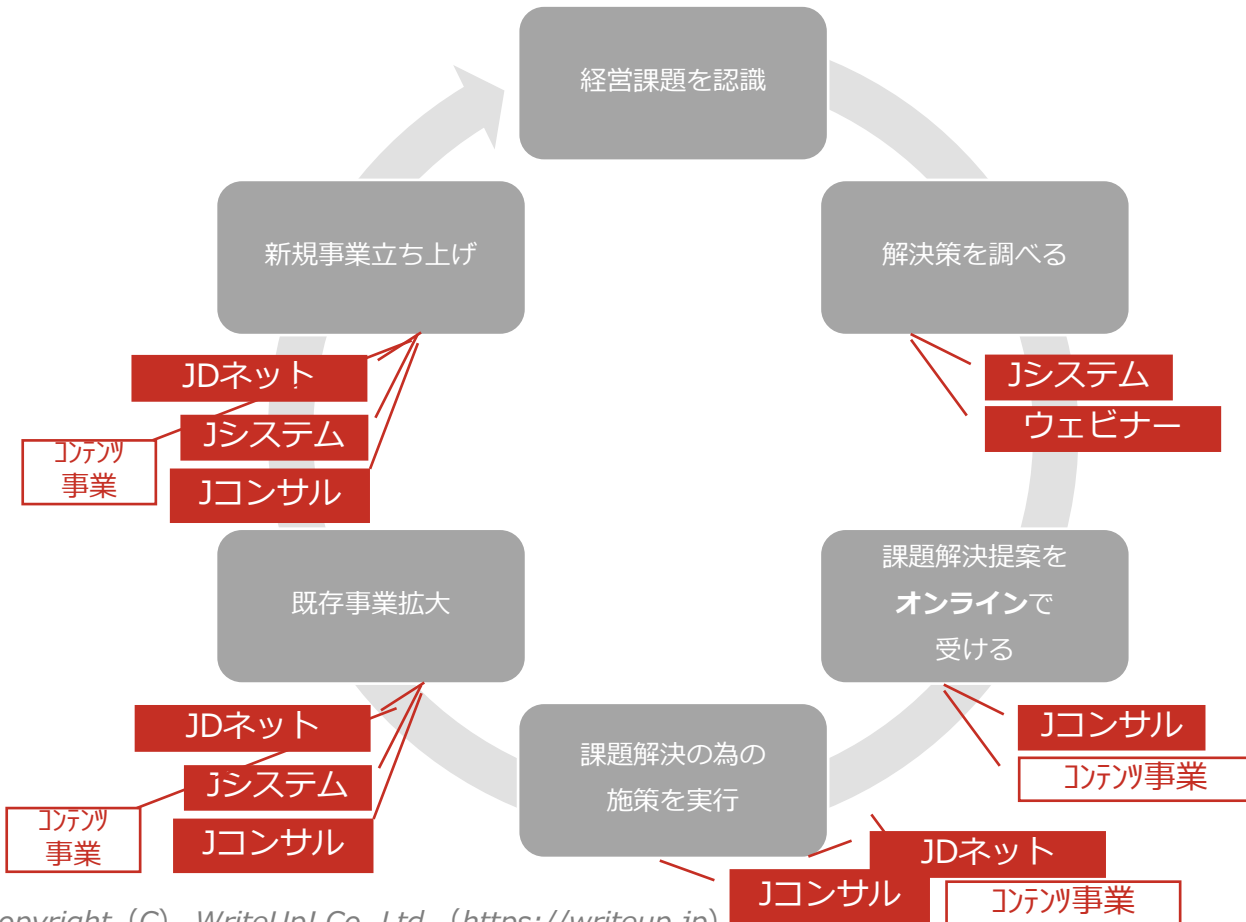 経営課題を認識
解決策を調べる
Jシステム
ウェビナー
課題解決提案を
オンラインで
受ける
Jコンサル
コンテンツ事業
課題解決の為の
施策を実行
JDネット
Jコンサル
コンテンツ事業
既存事業拡大
JDネット
Jシステム
コンテンツ
事業
Jコンサル
新規事業立ち上げ
JDネット
Jシステム
コンテンツ
事業
Jコンサル
opyright (C) WriteUp! Co.,Ltd. (https://writeup.jp)